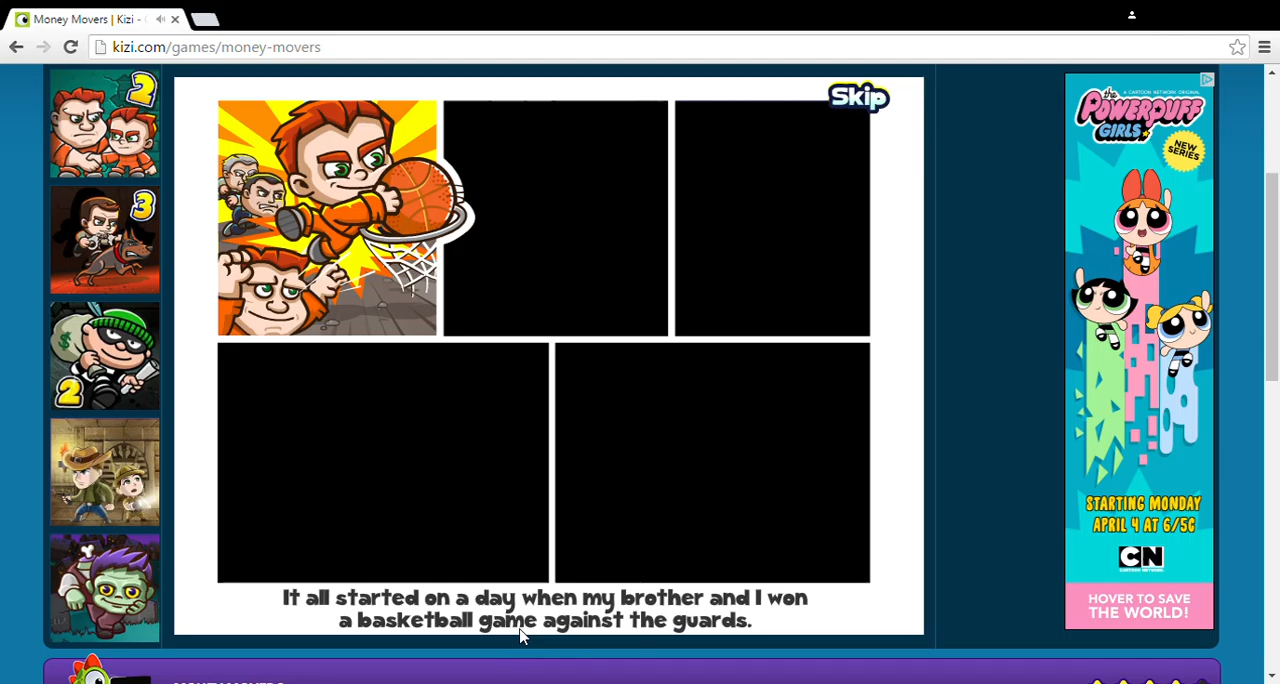 Money Movers | Kizi -
kizi.com/games/money-movers
2
3
$
2
Skip
It all started on a day when my brother and I won
a basketball game against the guards.
A CARTOON NETWORK ORIGINAL
the
POWERPUFF
GIRLS
NEW
SERIES
STARTING MONDAY
APRIL 4 AT 6/5C
CN
CARTOON NETWORK
HOVER TO SAVE
THE WORLD!
MONEY MOVERS